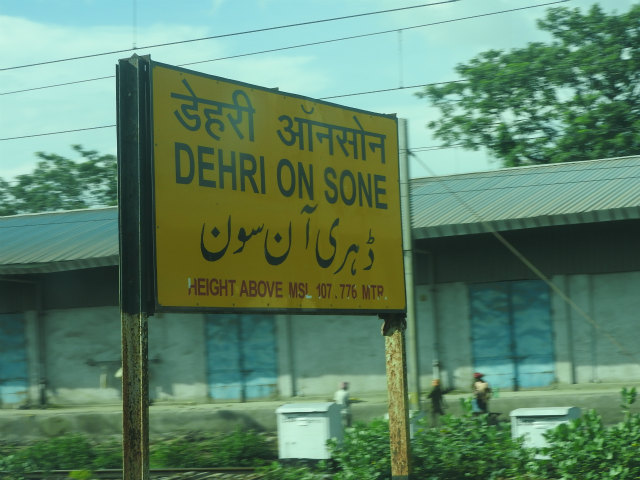 डेहरी ऑनसोन
DEHRI ON SONE
ڈہری آن سون
HEIGHT ABOVE MSL 107.776 MTR